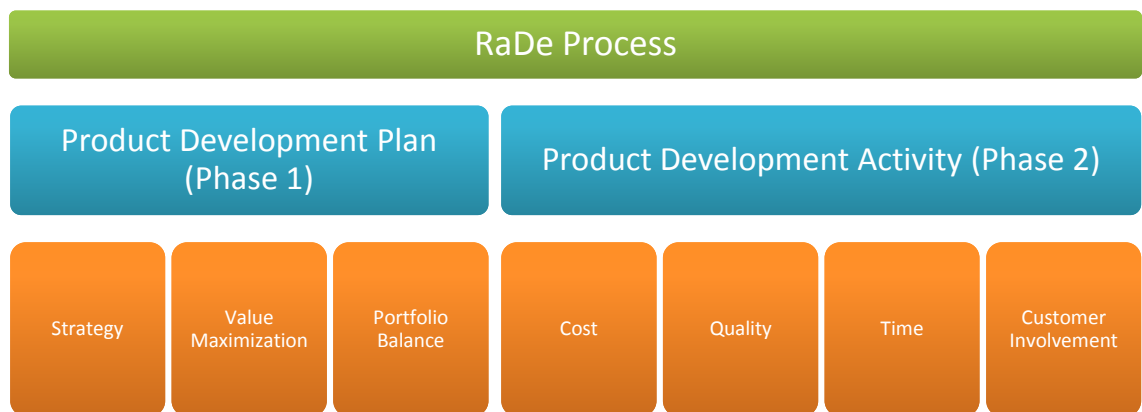 RaDe Process
Product Development Plan
(Phase 1)
Product Development Activity (Phase 2)
Strategy
Value
Maximization
Portfolio
Balance
Cost
Quality
Time
Customer
Involvement